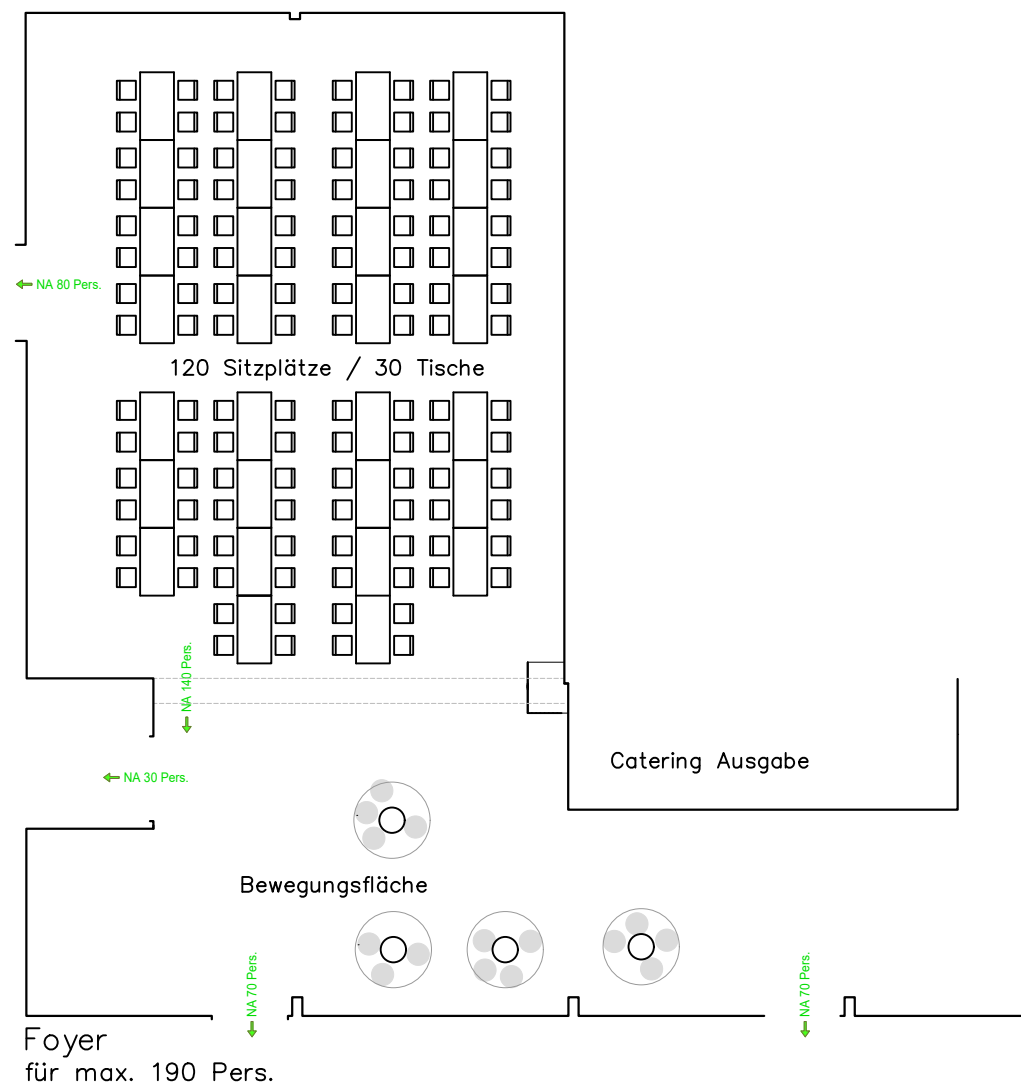 NA 80 Pers.
120 Sitzplätze / 30 Tische
NA 140 Pers.
Catering Ausgabe
NA 30 Pers.
Bewegungsfläche
NA 70 Pers.
NA 70 Pers.
Foyer
für max. 190 Pers.